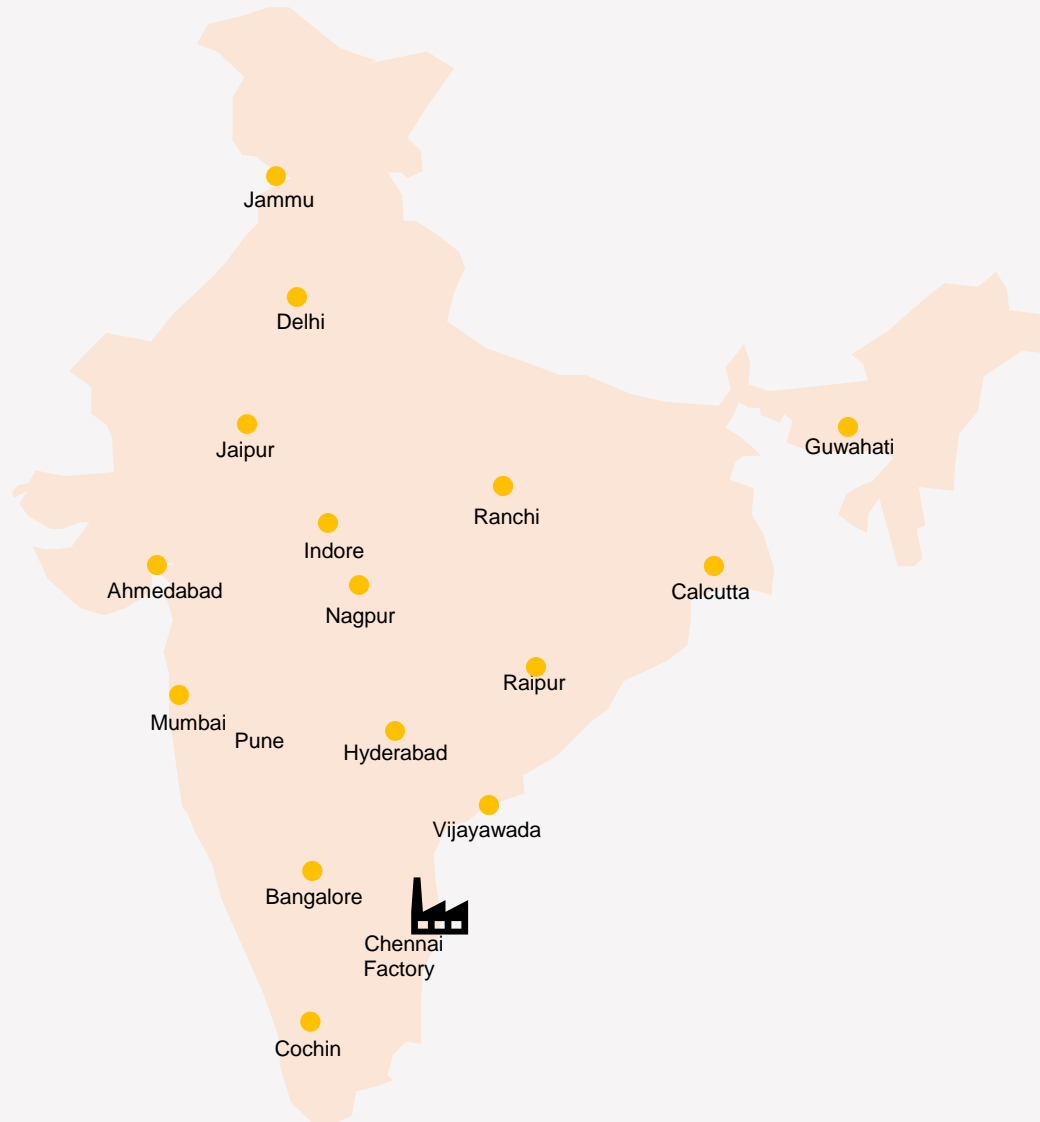 Jammu
Delhi
Jaipur
Guwahati
Ranchi
Indore
Ahmedabad
Calcutta
Nagpur
Raipur
Mumbai
Pune
Hyderabad
Vijayawada
Bangalore
Chennai
Factory
Cochin